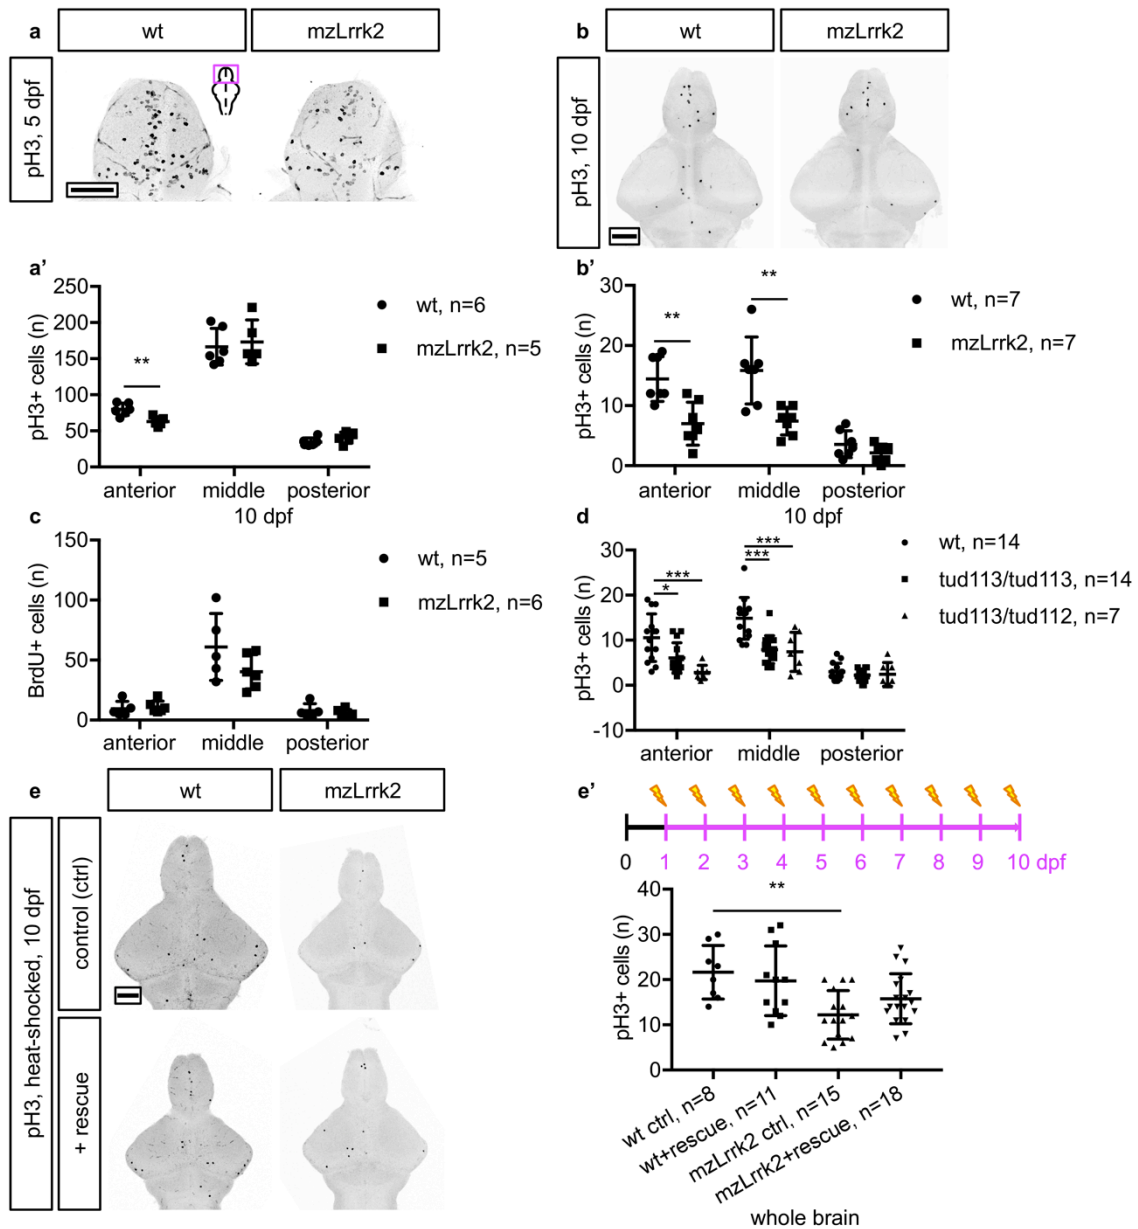 a
wt
mzLrrk2
pH3, 5 dpf
b
wt
mzLrrk2
pH3, 10 dpf
a’
pH3+ cells (n)
250
200
150
100
50
0
**
anterior
middle
posterior
wt, n=6
mzLrrk2, n=5
b’
pH3+ cells (n)
30
20
10
0
**
**
anterior
middle
posterior
wt, n=7
mzLrrk2, n=7
c
10 dpf
BrdU+ cells (n)
150
100
50
0
anterior
middle
posterior
wt, n=5
mzLrrk2, n=6
d
10 dpf
pH3+ cells (n)
30
20
10
0
-10
***
*
***
***
anterior
middle
posterior
wt, n=14
tud113/tud113, n=14
tud113/tud112, n=7
e
wt
mzLrrk2
pH3, heat-shocked, 10 dpf
control (ctrl)
+ rescue
e’
0 1 2 3 4 5 6 7 8 9 10 dpf
pH3+ cells (n)
40
30
20
10
0
**
wt ctrl, n=8
wt+rescue, n=11
mzLrrk2 ctrl, n=15
mzLrrk2+rescue, n=18
whole brain